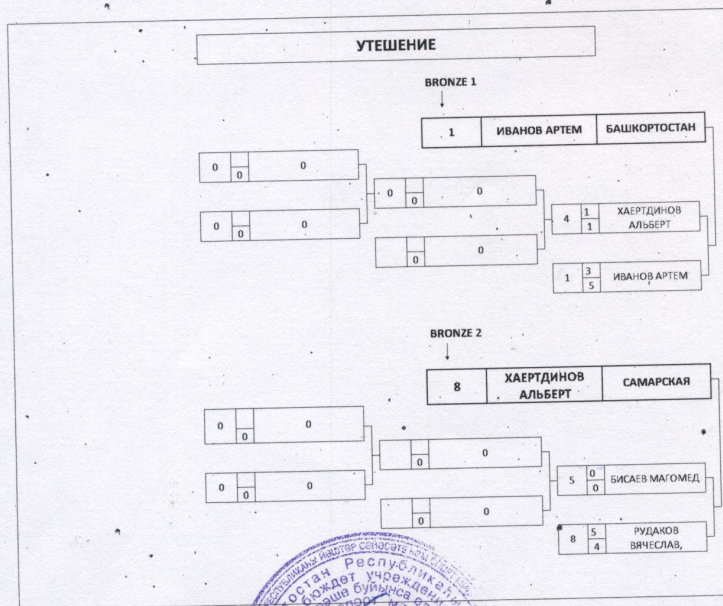 УТЕШЕНИЕ
BRONZE 1
1 ИВАНОВ АРТЕМ БАШКОРТОСТАН
0 0 0
0 0 0
0 0 0
0 0
4 1 1 ХАЕРТДИНОВ
АЛЬБЕРТ
1 3 5 ИВАНОВ АРТЕМ
BRONZE 2
8 ХАЕРТДИНОВ
АЛЬБЕРТ САМАРСКАЯ
0 0 0
0 0 0
0 0
0 0
5 0 0 БИСАЕВ МАГОМЕД
8 5 4 РУДАКОВ
ВЯЧЕСЛАВ,